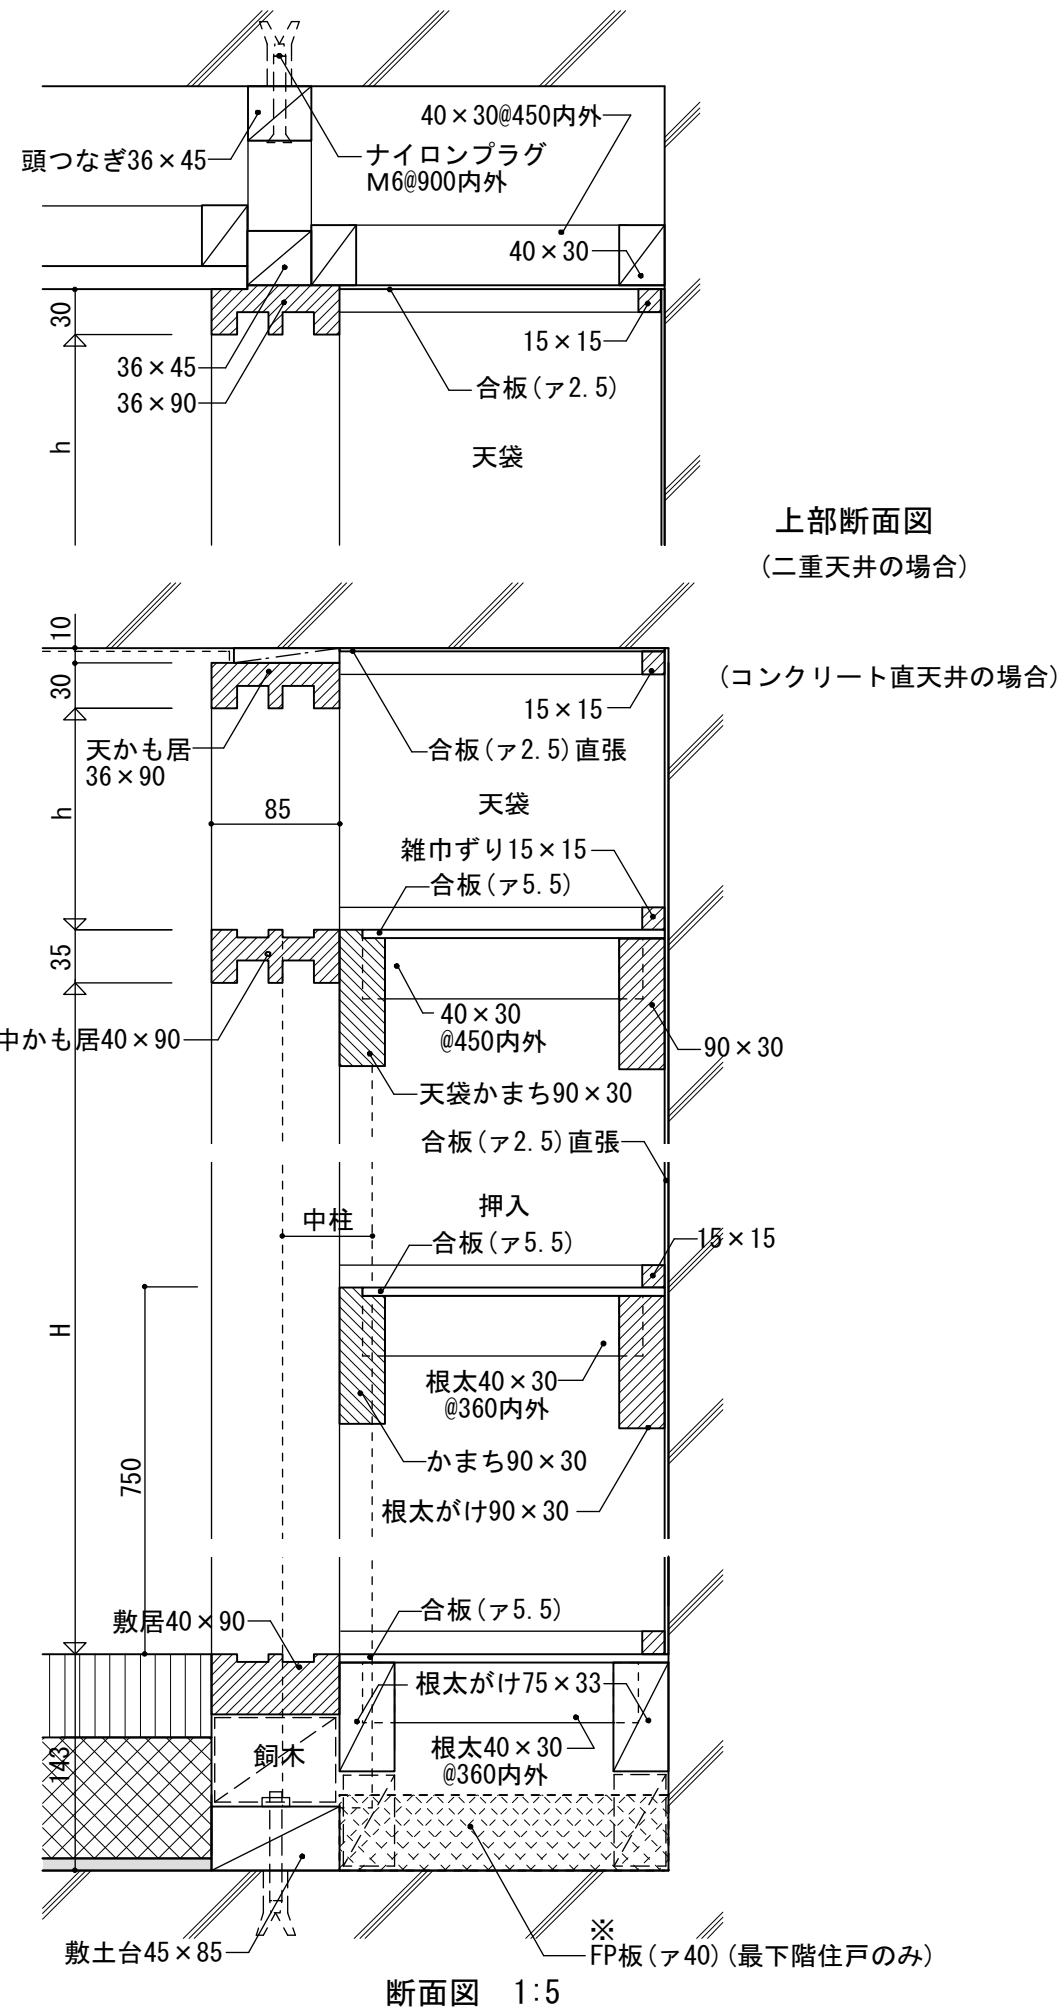 40×30@450内外
頭つなぎ36×45
ナイロンプラグ
M6@900内外
40×30
30
15×15
36×45
36×90
合板(ァ2.5)
h
天袋
上部断面図
(二重天井の場合)
10
30
(コンクリート直天井の場合)
15×15
天かも居
36×90
合板(ァ2.5)直張
85
天袋
h
雑巾ずり15×15
合板(ァ5.5)
35
40×30
@450内外
中かも居40×90
90×30
天袋かまち90×30
合板(ァ2.5)直張
押入
中柱
合板(ァ5.5)
15×15
H
根太40×30
@360内外
かまち90×30
750
根太がけ90×30
合板(ァ5.5)
敷居40×90
根太がけ75×33
飼木
根太40×30
@360内外
143
※
敷土台45×85
FP板(ァ40)(最下階住戸のみ)
断面図 1:5